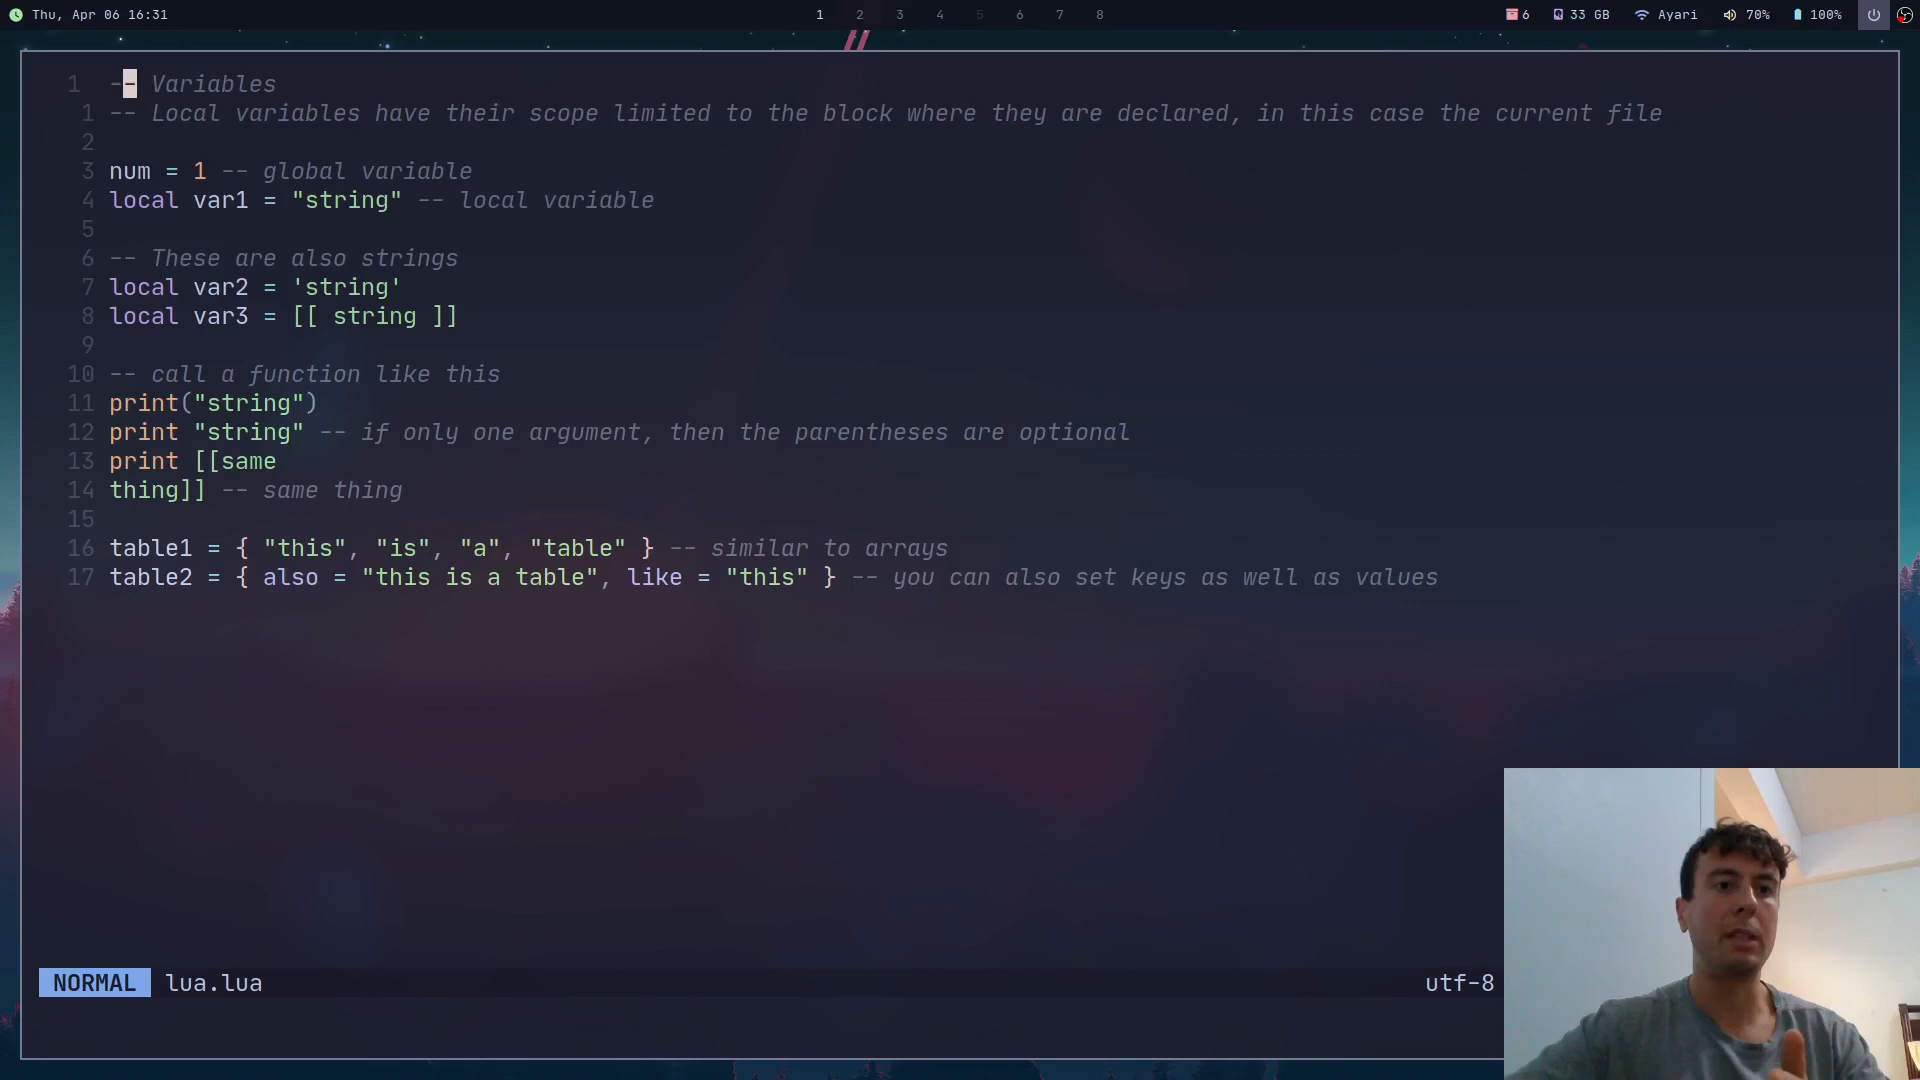 Thu, Apr 06 16:31 1 2 3 4 5 6 7 8 6 33 GB Ayari 70% 100%
1 -- Variables
1 -- Local variables have their scope limited to the block where they are declared, in this case the current file
2
3 num = 1 -- global variable
4 local var1 = "string" -- local variable
5
6 -- These are also strings
7 local var2 = 'string'
8 local var3 = [[ string ]]
9
10 -- call a function like this
11 print("string")
12 print "string" -- if only one argument, then the parentheses are optional
13 print [[same
14 thing]] -- same thing
15
16 table1 = { "this", "is", "a", "table" } -- similar to arrays
17 table2 = { also = "this is a table", like = "this" } -- you can also set keys as well as values
NORMAL lua.lua utf-8